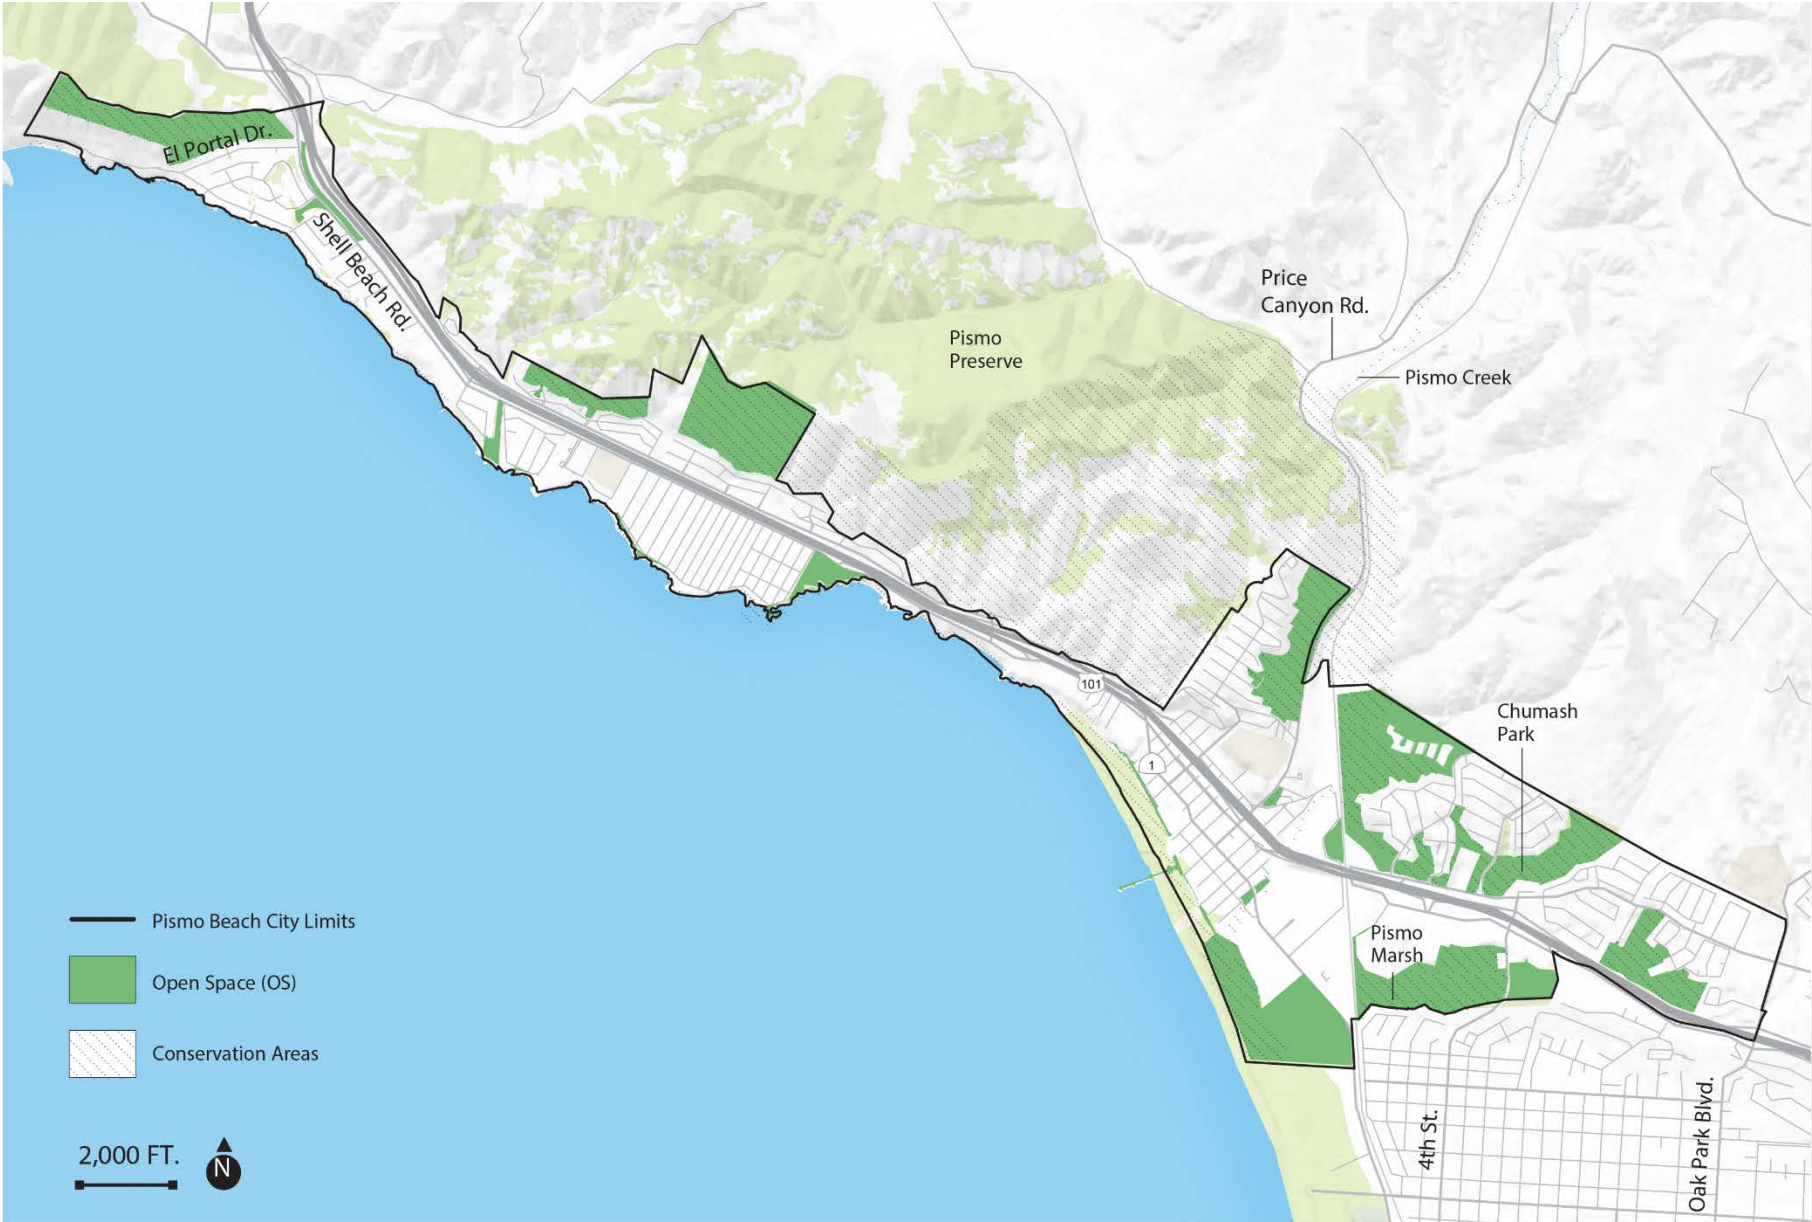 El Portal Dr.
Shell Beach Rd.
Price
Canyon Rd.
Pismo
Preserve
Pismo Creek
101
Chumash
Park
1
Pismo
Marsh
Pismo Beach City Limits
Open Space (OS)
Conservation Areas
2,000 FT.
N
4th St.
Oak Park Blvd.